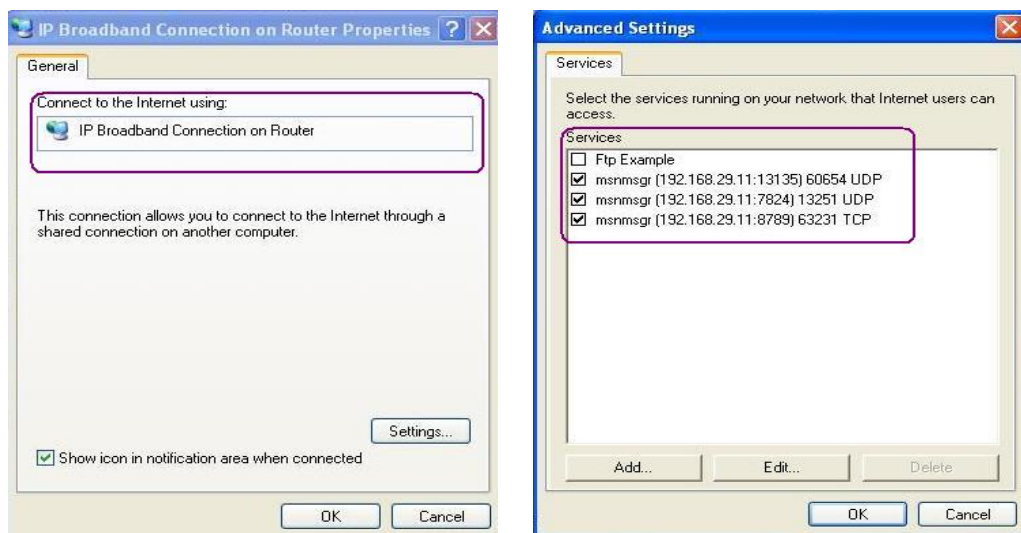 IP Broadband Connection on Router Properties
General
Connect to the Internet using:
IP Broadband Connection on Router
This connection allows you to connect to the Internet through a
shared connection on another computer.
Settings...
Show icon in notification area when connected
OK
Cancel
Advanced Settings
Services
Select the services running on your network that Internet users can
access.
Services
Ftp Example
msnmsgr (192.168.29.11:13135) 60654 UDP
msnmsgr (192.168.29.11:7824) 13251 UDP
msnmsgr (192.168.29.11:8789) 63231 TCP
Add...
Edit...
Delete
OK
Cancel